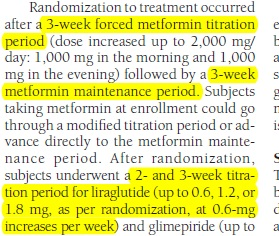 Randomization to treatment occurred
after a 3-week forced metformin titration
period (dose increased up to 2,000 mg/
day: 1,000 mg in the morning and 1,000
mg in the evening) followed by a 3-week
metformin maintenance period. Subjects
taking metformin at enrollment could go
through a modified titration period or ad-
vance directly to the metformin mainte-
nance period. After randomization,
subjects underwent a 2- and 3-week titra-
tion period for liraglutide (up to 0.6, 1.2, or
1.8 mg, as per randomization, at 0.6-mg
increases per week) and glimepiride (up to